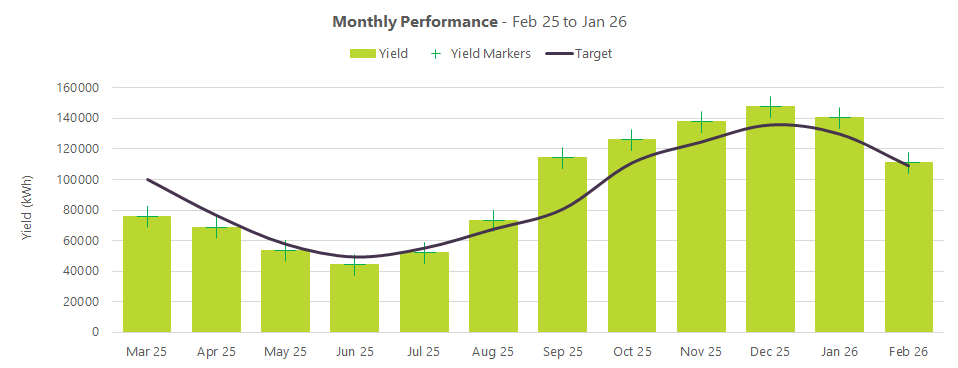 Monthly Performance - Feb 25 to Jan 26
Yield Yield Markers Target
160000
140000
120000
100000
80000
60000
40000
20000
0
Yield (kWh)
Mar 25 Apr 25 May 25 Jun 25 Jul 25 Aug 25 Sep 25 Oct 25 Nov 25 Dec 25 Jan 26 Feb 26